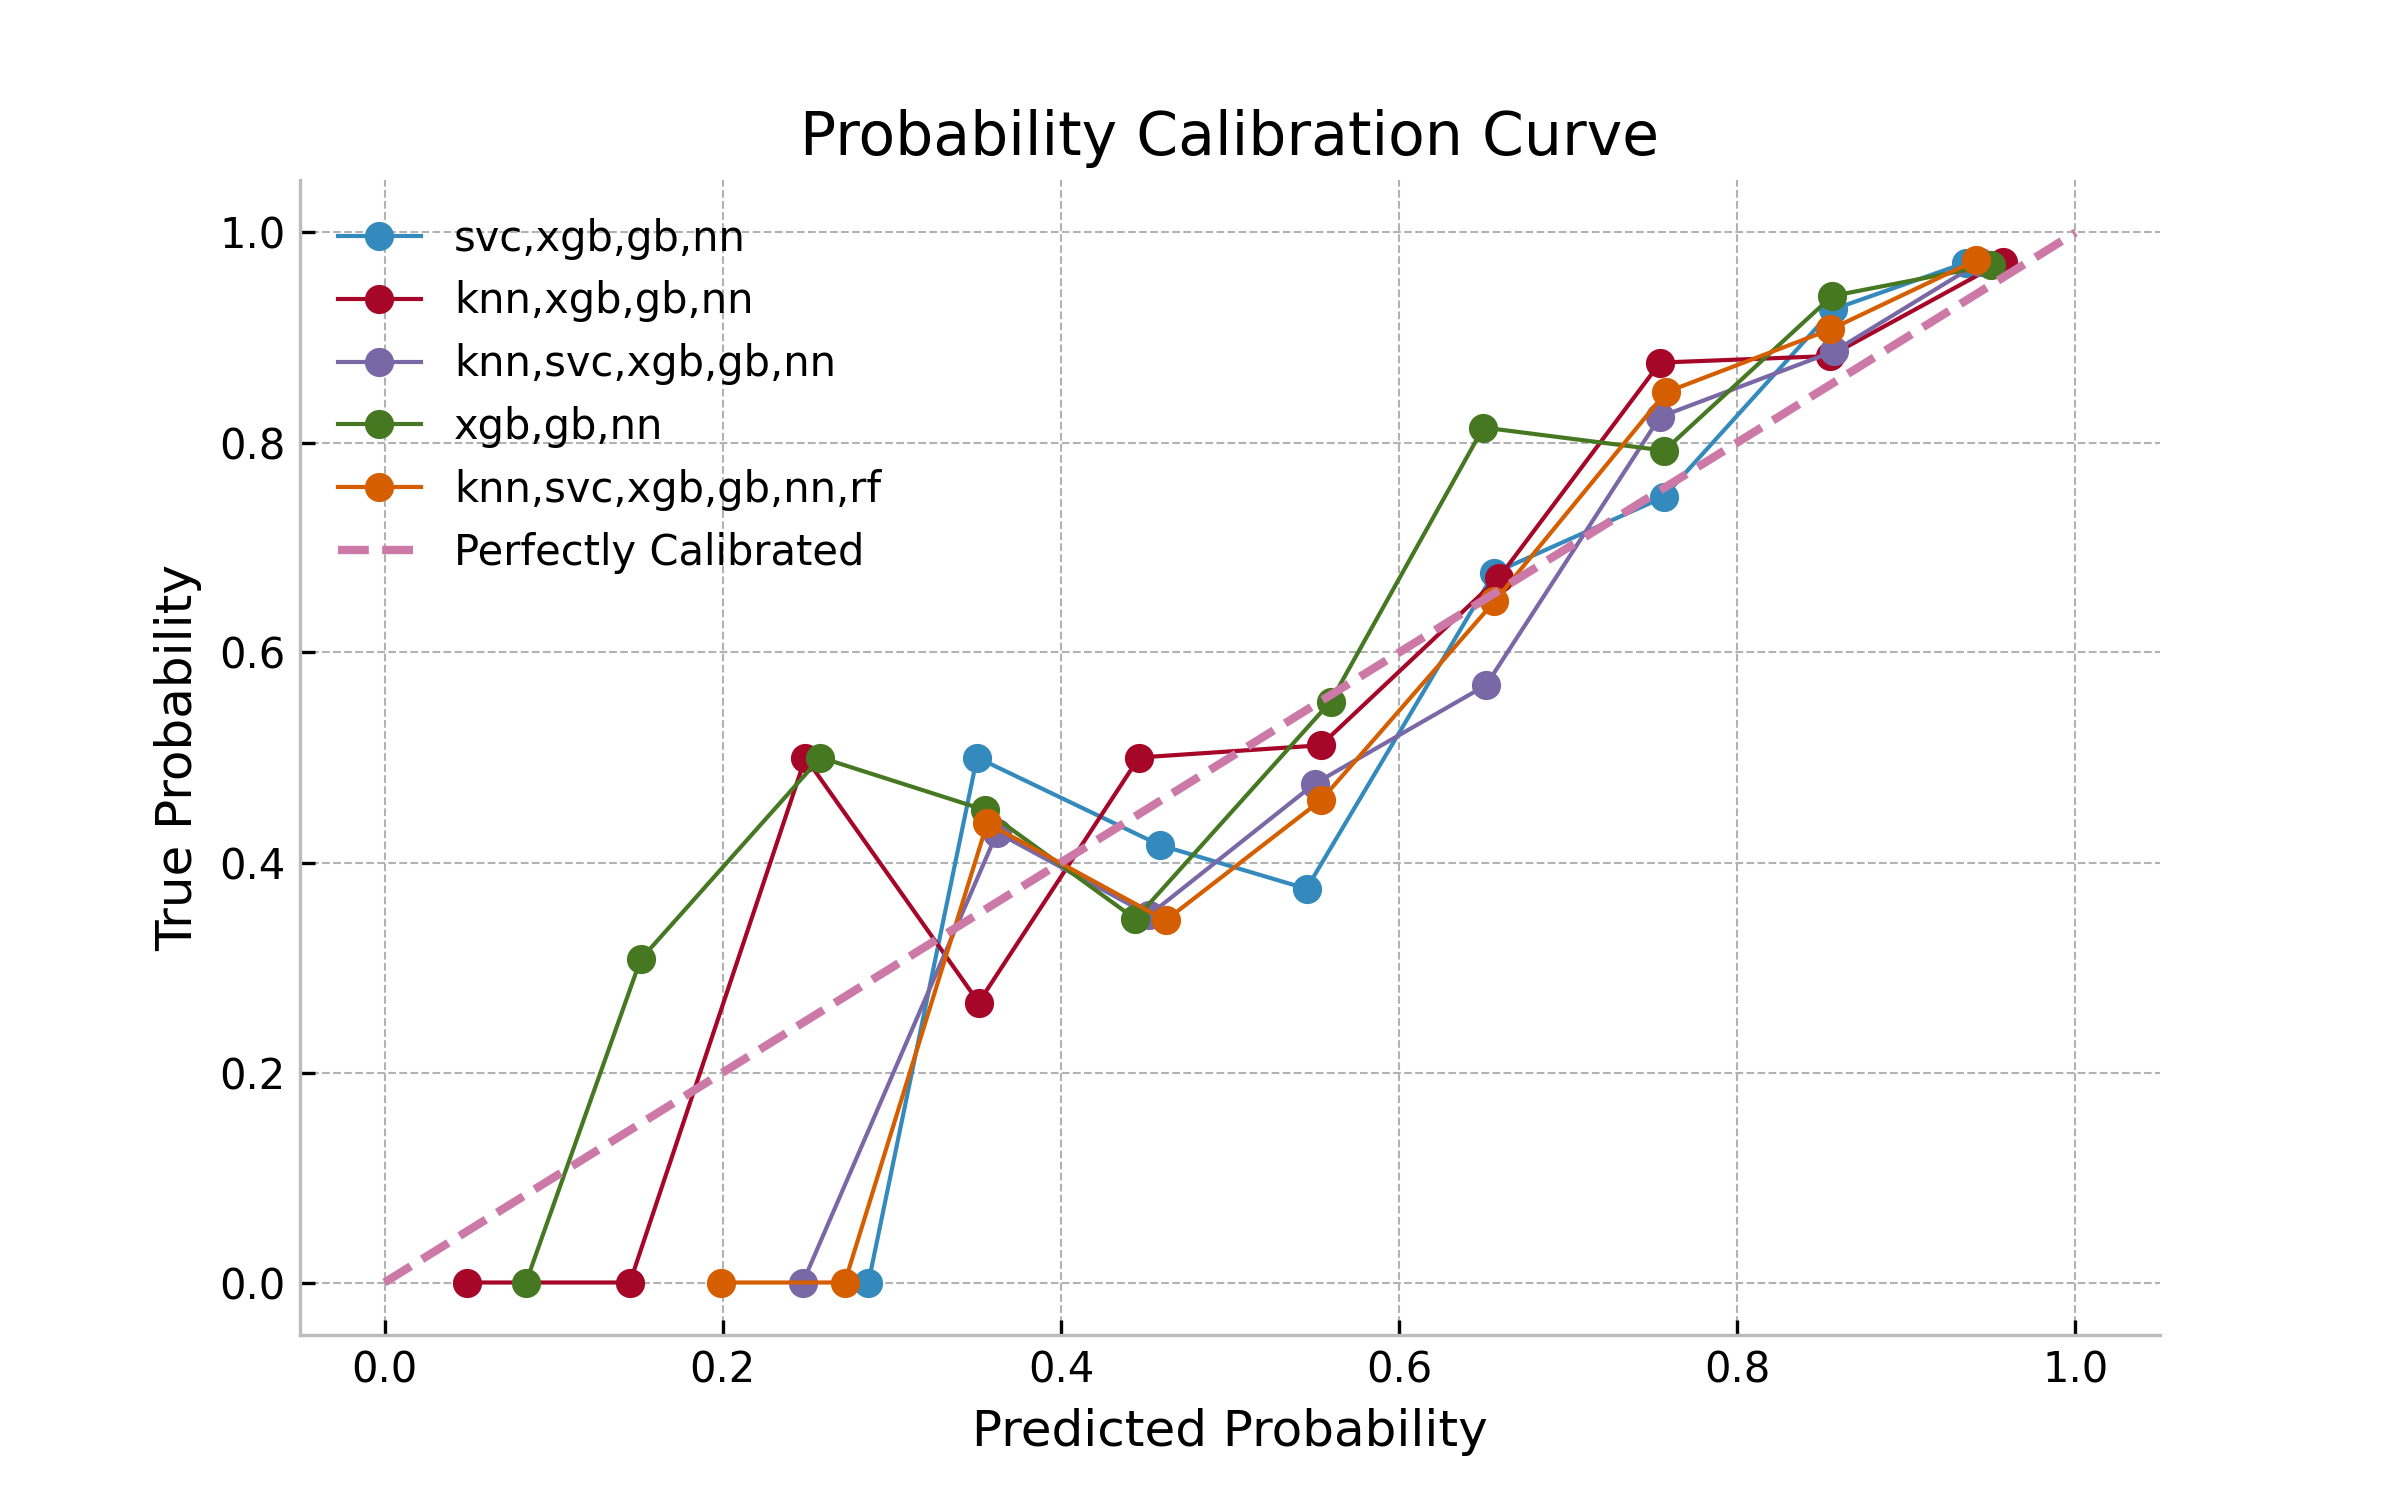 Probability Calibration Curve
svc,xgb,gb,nn
knn,xgb,gb,nn
knn,svc,xgb,gb,nn
xgb,gb,nn
knn,svc,xgb,gb,nn,rf
Perfectly Calibrated
True Probability
1.0
0.8
0.6
0.4
0.2
0.0
0.0 0.2 0.4 0.6 0.8 1.0
Predicted Probability